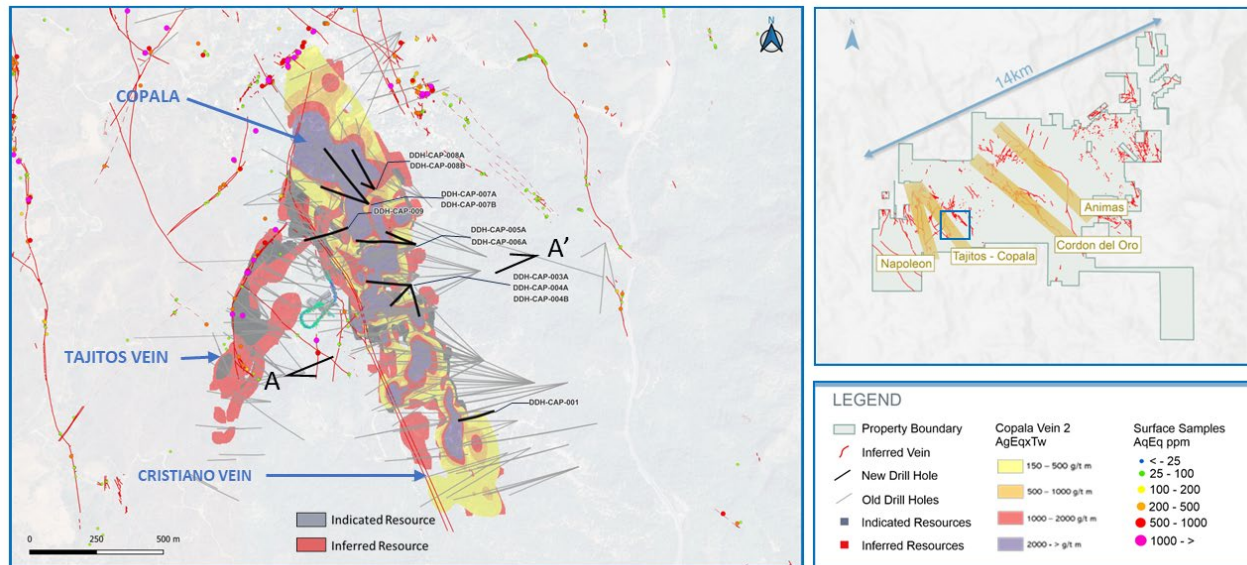 N
COPALA
DDH-CAP-008A
DDH-CAP-008B
DDH-CAP-007A
DDH-CAP-007B
DDH-CAP-009
DDH-CAP-005A
DDH-CAP-006A
A'
DDH-CAP-003A
DDH-CAP-004A
DDH-CAP-004B
TAJITOS VEIN
A
DDH-CAP-001
CRISTIANO VEIN
Indicated Resource
Inferred Resource
0 250 500 m
N
14km
Animas
Cordon del Oro
Tajitos - Copala
Napoleon
LEGEND
Property Boundary
Inferred Vein
New Drill Hole
Old Drill Holes
Indicated Resources
Inferred Resources
Copala Vein 2
AgEqxTw
150 – 500 g/t m
500 – 1000 g/t m
1000 – 2000 g/t m
2000 - > g/t m
Surface Samples
AqEq ppm
< - 25
25 - 100
100 - 200
200 - 500
500 - 1000
1000 - >